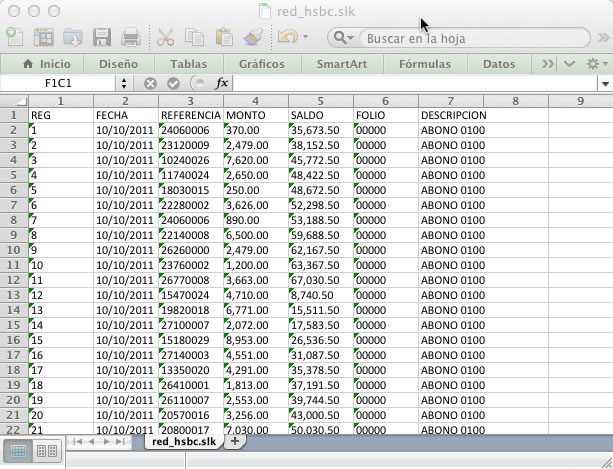 red_hsbc.slk
Buscar en la hoja
Inicio Diseño Tablas Gráficos SmartArt Fórmulas Datos
F1C1 fx
1 2 3 4 5 6 7 8 9
1 REG FECHA REFERENCIA MONTO SALDO FOLIO DESCRIPCION
2 1 10/10/2011 24060006 370.00 35,673.50 00000 ABONO 0100
3 2 10/10/2011 23120009 2,479.00 38,152.50 00000 ABONO 0100
4 3 10/10/2011 10240026 7,620.00 45,772.50 00000 ABONO 0100
5 4 10/10/2011 11740024 2,650.00 48,422.50 00000 ABONO 0100
6 5 10/10/2011 18030015 250.00 48,672.50 00000 ABONO 0100
7 6 10/10/2011 22280002 3,626.00 52,298.50 00000 ABONO 0100
8 7 10/10/2011 24060006 890.00 53,188.50 00000 ABONO 0100
9 8 10/10/2011 22140008 6,500.00 59,688.50 00000 ABONO 0100
10 9 10/10/2011 26260000 2,479.00 62,167.50 00000 ABONO 0100
11 10 10/10/2011 23760002 1,200.00 63,367.50 00000 ABONO 0100
12 11 10/10/2011 26770008 3,663.00 67,030.50 00000 ABONO 0100
13 12 10/10/2011 15470024 4,710.00 8,740.50 00000 ABONO 0100
14 13 10/10/2011 19820018 6,771.00 15,511.50 00000 ABONO 0100
15 14 10/10/2011 27100007 2,072.00 17,583.50 00000 ABONO 0100
16 15 10/10/2011 15180029 8,953.00 26,536.50 00000 ABONO 0100
17 16 10/10/2011 27140003 4,551.00 31,087.50 00000 ABONO 0100
18 17 10/10/2011 13350020 4,291.00 35,378.50 00000 ABONO 0100
19 18 10/10/2011 26410001 1,813.00 37,191.50 00000 ABONO 0100
20 19 10/10/2011 26110007 2,553.00 39,744.50 00000 ABONO 0100
21 20 10/10/2011 20570016 3,256.00 43,000.50 00000 ABONO 0100
22 21 10/10/2011 20800017 7,030.00 50,030.50 00000 ABONO 0100
red_hsbc.slk